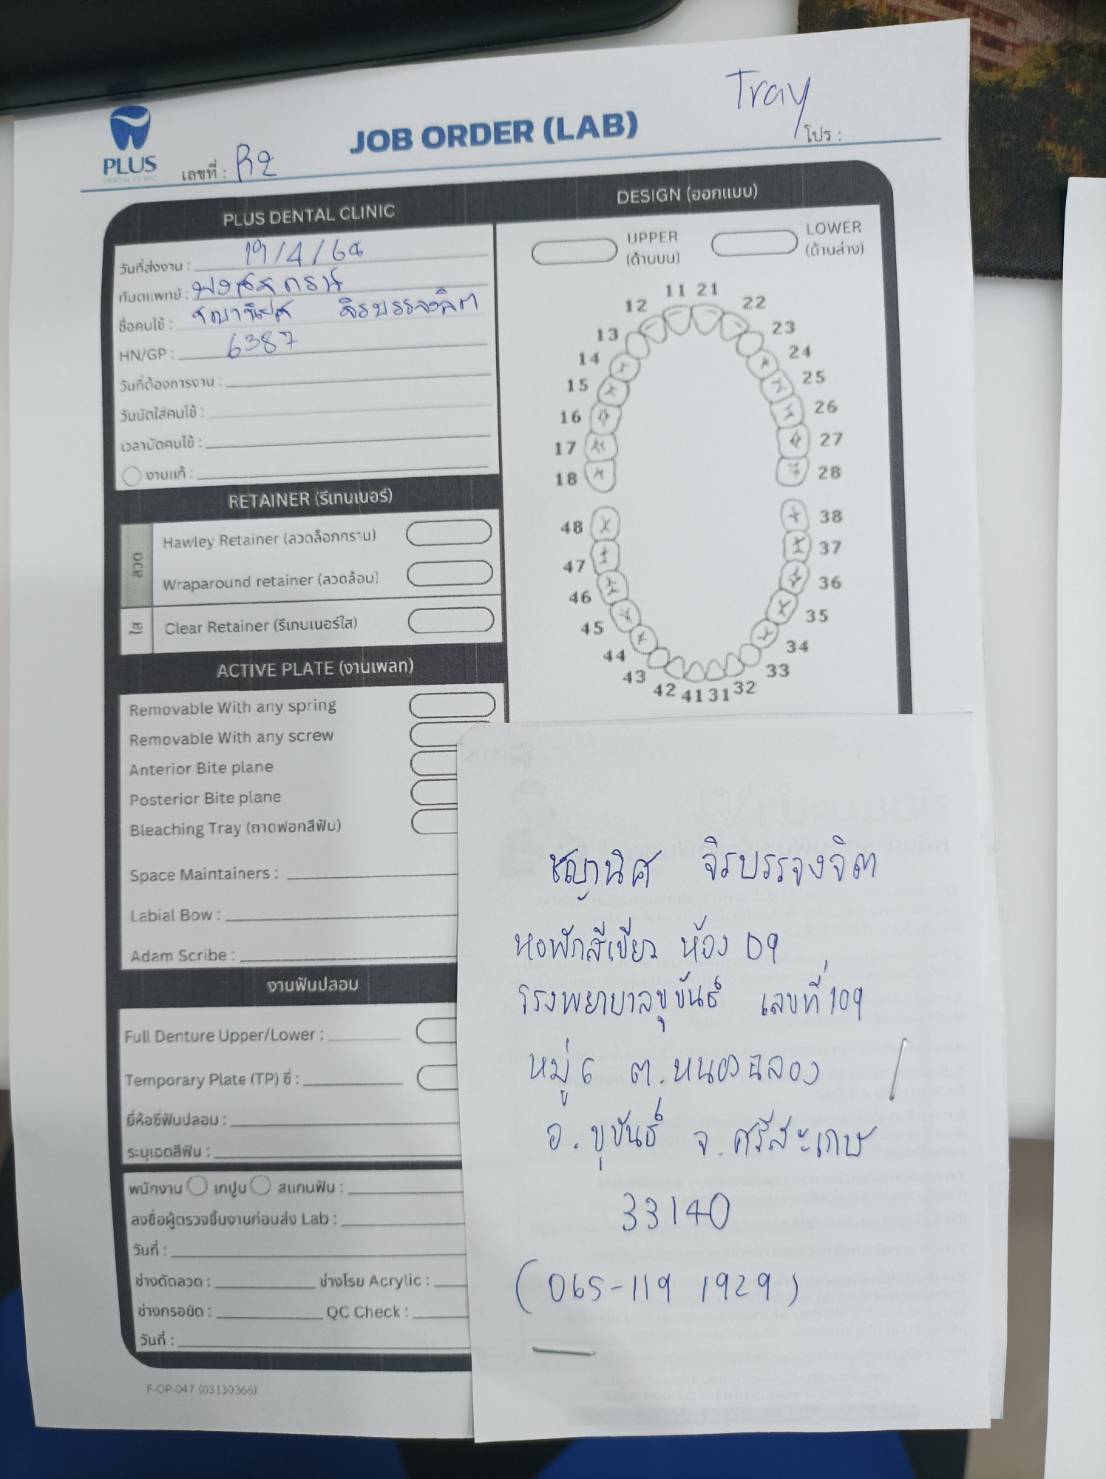 Tray
PLUS
JOB ORDER (LAB)
โปร :
เลขที่ : R2
PLUS DENTAL CLINIC
วันที่ส่งงาน : 19/4/68
ทันตแพทย์ :
ชื่อคนไข้ : ชญานิศ จิรบรรจงจิต
HN/GP : 6387
วันที่ต้องการงาน :
วันนัดใส่คนไข้ :
เวลานัดคนไข้ :
งานแก้ :
DESIGN (ออกแบบ)
UPPER (ด้านบน)
LOWER (ด้านล่าง)
11 21
12 22
13 23
14 24
15 25
16 26
17 27
18 28
48 38
47 37
46 36
45 35
44 34
43 33
42 41 31 32
RETAINER (รีเทนเนอร์)
ลวด
Hawley Retainer (ลวดล็อกกราม)
Wraparound retainer (ลวดล้อม)
ใส
Clear Retainer (รีเทนเนอร์ใส)
ACTIVE PLATE (งานเพลท)
Removable With any spring
Removable With any screw
Anterior Bite plane
Posterior Bite plane
Bleaching Tray (ถาดฟอกสีฟัน)
Space Maintainers :
Labial Bow :
Adam Scribe :
งานฟันปลอม
Full Denture Upper/Lower :
Temporary Plate (TP) ซี่ :
ยี่ห้อซี่ฟันปลอม :
ระบุเฉดสีฟัน :
พนักงาน เทปูน สแกนฟัน :
ลงชื่อผู้ตรวจชิ้นงานก่อนส่ง Lab :
วันที่ :
ช่างดัดลวด : ช่างโรย Acrylic :
ช่างกรอขัด : QC Check :
วันที่ :
F-OP-047 (03130366)
ชญานิศ จิรบรรจงจิต
หอพักสีเขียว ห้อง D9
โรงพยาบาลขุขันธ์ เลขที่ 109
หมู่ 6 ต.หนองฉลอง
อ.ขุขันธ์ จ.ศรีสะเกษ
33140
(065-119 1929)